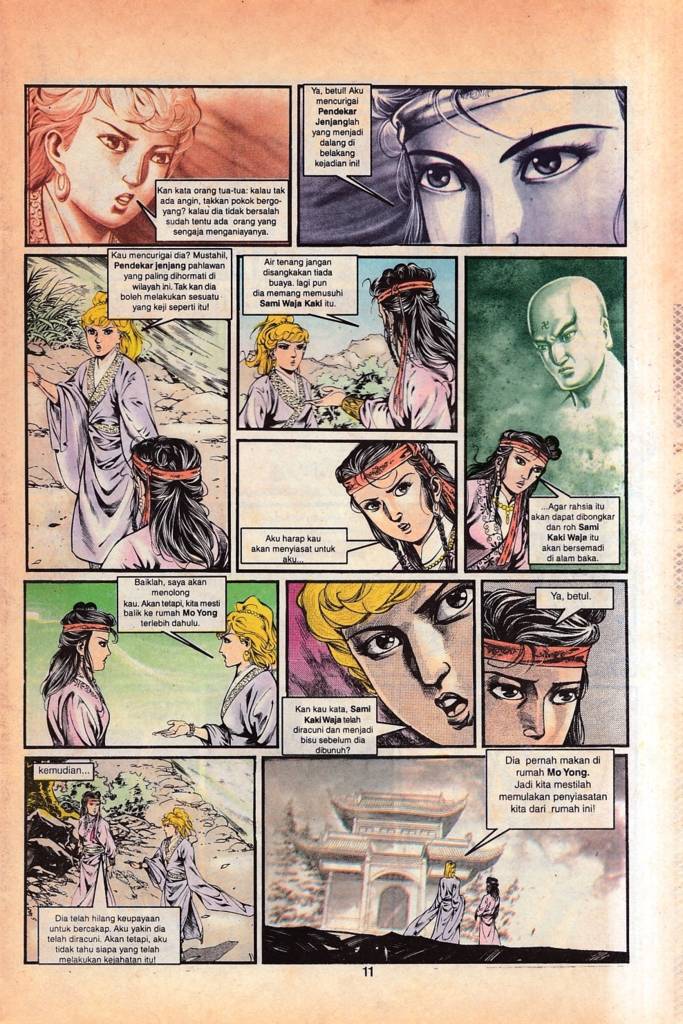 Kan kata orang tua-tua: kalau tak
ada angin, takkan pokok bergo-
yang? kalau dia tidak bersalah
sudah tentu ada orang yang
sengaja menganiayanya.
Ya, betul! Aku
mencurigai
Pendekar
Jenjanglah
yang menjadi
dalang di
belakang
kejadian ini!
Kau mencurigai dia? Mustahil,
Pendekar jenjang pahlawan
yang paling dihormati di
wilayah ini. Tak kan dia
boleh melakukan sesuatu
yang keji seperti itu!
Air tenang jangan
disangkakan tiada
buaya. lagi pun
dia memang memusuhi
Sami Waja Kaki itu.
Aku harap kau
akan menyiasat untuk
aku...
...Agar rahsia itu
akan dapat dibongkar
dan roh Sami
Kaki Waja itu
akan bersemadi
di alam baka.
Baiklah, saya akan
menolong
kau. Akan tetapi, kita mesti
balik ke rumah Mo Yong
terlebih dahulu.
Kan kau kata, Sami
Kaki Waja telah
diracuni dan menjadi
bisu sebelum dia
dibunuh?
Ya, betul.
kemudian...
Dia telah hilang keupayaan
untuk bercakap. Aku yakin dia
telah diracuni. Akan tetapi, aku
tidak tahu siapa yang telah
melakukan kejahatan itu!
Dia pernah makan di
rumah Mo Yong.
Jadi kita mestilah
memulakan penyiasatan
kita dari rumah ini!
11